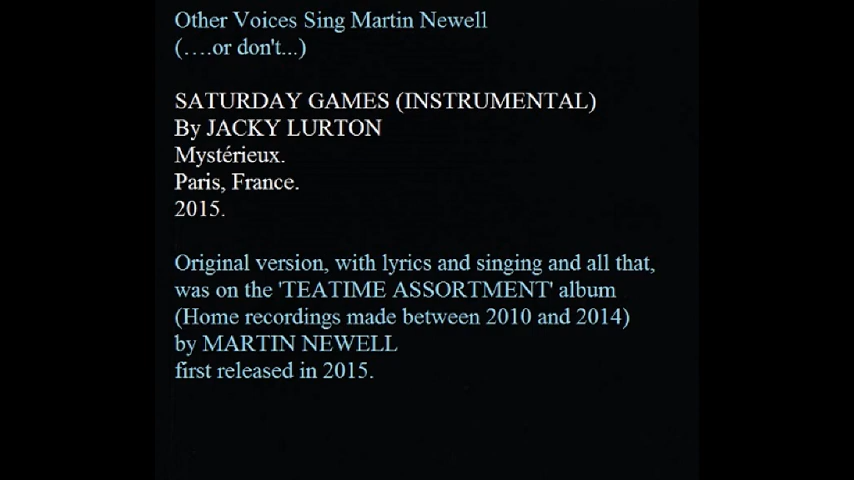 Other Voices Sing Martin Newell
(....or don't...)
SATURDAY GAMES (INSTRUMENTAL)
By JACKY LURTON
Mystérieux.
Paris, France.
2015.
Original version, with lyrics and singing and all that,
was on the 'TEATIME ASSORTMENT' album
(Home recordings made between 2010 and 2014)
by MARTIN NEWELL
first released in 2015.